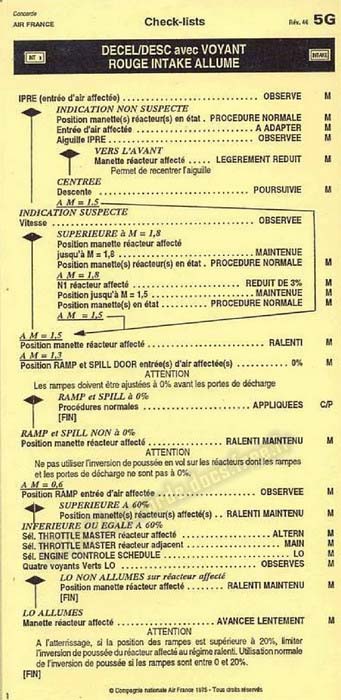 Concorde
AIR FRANCE
Check-lists
Rév. 46 5G
INT
DECEL/DESC avec VOYANT
ROUGE INTAKE ALLUME
INTAKE
IPRE (entrée d'air affectée) ........................ OBSERVE M
INDICATION NON SUSPECTE
Position manette(s) réacteur(s) en état . PROCEDURE NORMALE M
Entrée d'air affectée ........................ A ADAPTER M
Aiguille IPRE ........................ OBSERVEE M
VERS L'AVANT
Manette réacteur affecté ..... LEGEREMENT REDUIT M
Permet de recentrer l'aiguille
CENTREE
Descente ........................ POURSUIVIE M
A M = 1,5
INDICATION SUSPECTE
Vitesse ........................ OBSERVEE
SUPERIEURE à M = 1,8
Position manette réacteur affecté
jusqu'à M = 1,8 ........................ MAINTENUE
Position manette(s) réacteur(s) en état . PROCEDURE NORMALE M
A M = 1,8
N1 réacteur affecté ........................ REDUIT DE 3% M
Position jusqu'à M = 1,5 ........................ MAINTENUE M
Position manette(s) en état ........................ PROCEDURE NORMALE M
A M = 1,5
A M = 1,5
Position manette réacteur affecté ........................ RALENTI M
A M = 1,3
Position RAMP et SPILL DOOR entrée(s) d'air affectée(s) ............ 0% M
ATTENTION
Les rampes doivent être ajustées à 0% avant les portes de décharge
RAMP et SPILL à 0%
Procédures normales ........................ APPLIQUEES C/P
[FIN]
RAMP et SPILL NON à 0%
Position manette réacteur affecté ........................ RALENTI MAINTENU M
ATTENTION
Ne pas utiliser l'inversion de poussée en vol sur les réacteurs dont les rampes
et les portes de décharge ne sont pas à 0%.
A M = 0,6
Position RAMP entrée d'air affectée ........................ OBSERVEE M
SUPERIEURE A 60%
Position manette(s) réacteur(s) affecté(s) .. RALENTI MAINTENU M
INFERIEURE OU EGALE A 60%
Sél. THROTTLE MASTER réacteur affecté ........................ ALTERN M
Sél. THROTTLE MASTER réacteur adjacent ........................ MAIN M
Sél. ENGINE CONTROLE SCHEDULE ........................ LO M
Quatre voyants Verts LO ........................ OBSERVES M
LO NON ALLUMES sur réacteur affecté
Position manette réacteur affecté ............ RALENTI MAINTENU M
[FIN]
LO ALLUMES
Manette réacteur affecté ........................ AVANCEE LENTEMENT M
ATTENTION
A l'atterrissage, si la position des rampes est supérieure à 20%, limiter
l'inversion de poussée du réacteur affecté au régime ralenti. Utilisation normale
de l'inversion de poussée si les rampes sont entre 0 et 20%.
[FIN]
© Compagnie nationale Air France 1975 - Toulouse
1